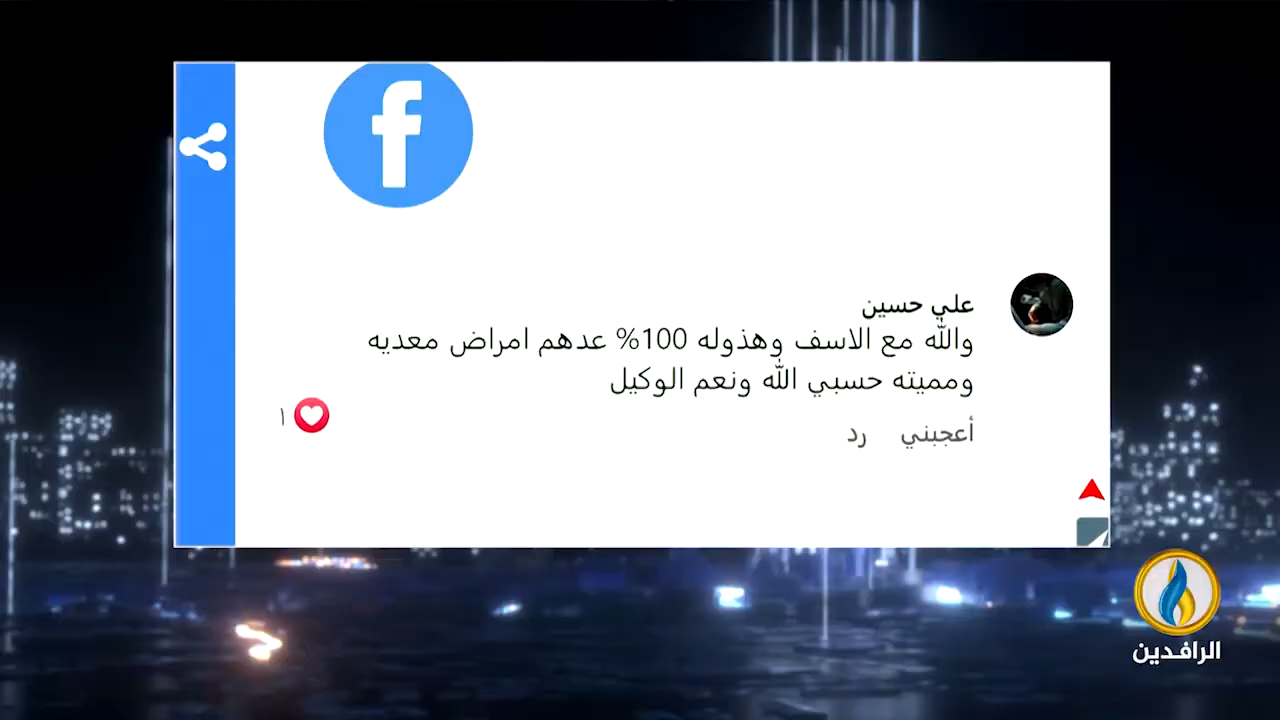 علي حسين
والله مع الاسف وهذوله 100% عدهم امراض معديه
ومميته حسبي الله ونعم الوكيل
١
أعجبني رد
الرافدين